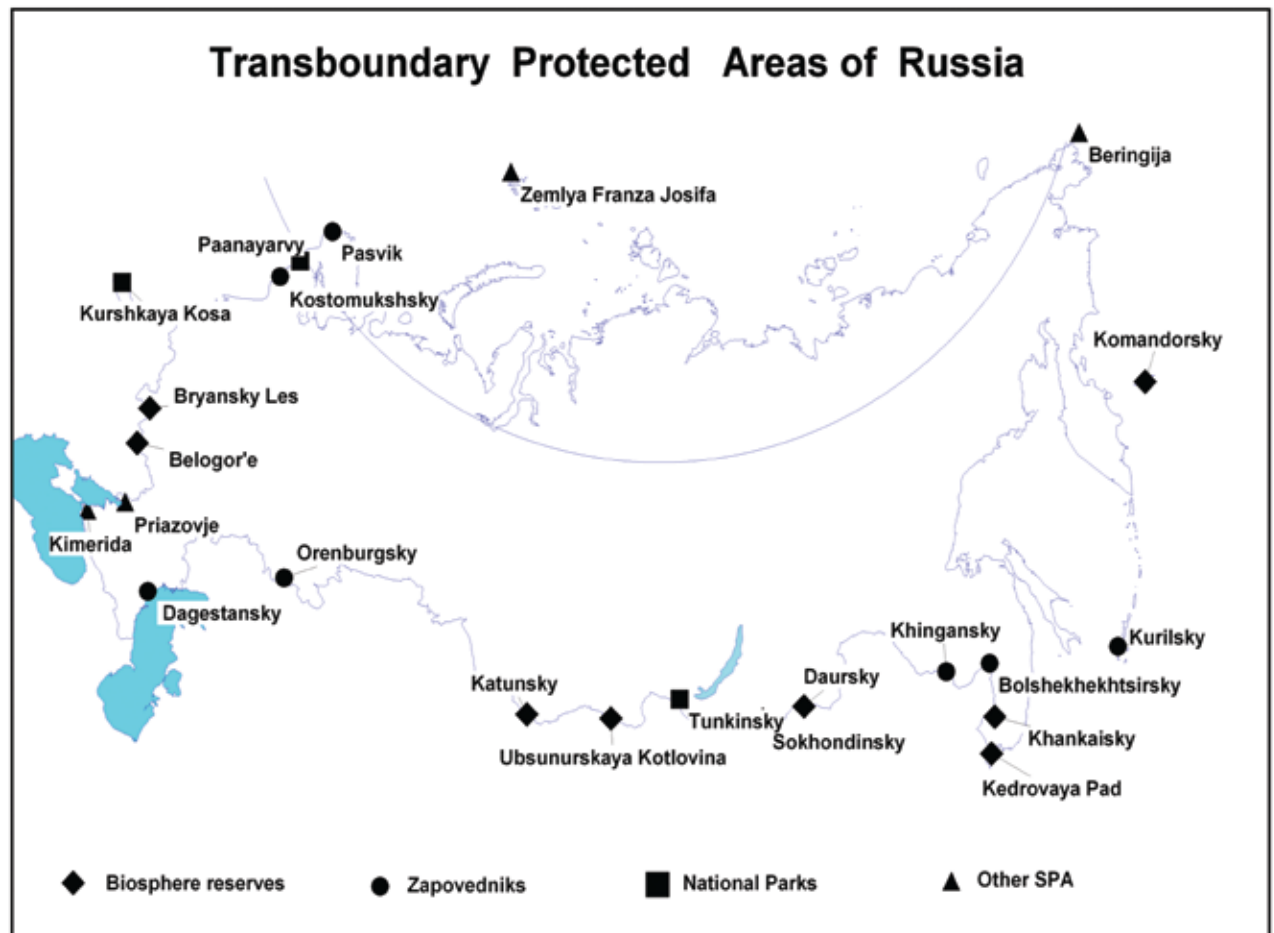 Transboundary Protected Areas of Russia
Beringija
Zemlya Franza Josifa
Paanayarvy
Pasvik
Kostomukshsky
Kurshkaya Kosa
Komandorsky
Bryansky Les
Belogor'e
Priazovje
Kimerida
Orenburgsky
Dagestansky
Khingansky
Kurilsky
Katunsky
Daursky
Bolshekhekhtsirsky
Tunkinsky
Sokhondinsky
Khankaisky
Ubsunurskaya Kotlovina
Kedrovaya Pad
Biosphere reserves
Zapovedniks
National Parks
Other SPA